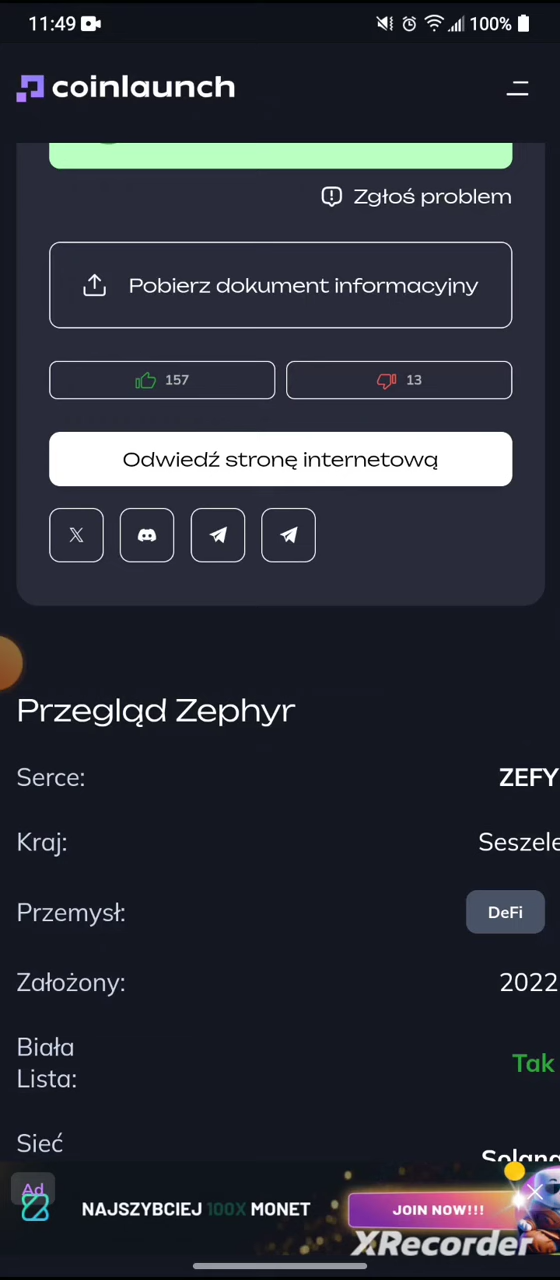 11:49
100%
coinlaunch
Zgłoś problem
Pobierz dokument informacyjny
157
13
Odwiedź stronę internetową
Przegląd Zephyr
Serce:
ZEFY
Kraj:
Seszele
Przemysł:
DeFi
Założony:
2022
Biała
Lista:
Tak
Sieć
Solana
Ad
NAJSZYBCIEJ 100X MONET
JOIN NOW!!!
XRecorder